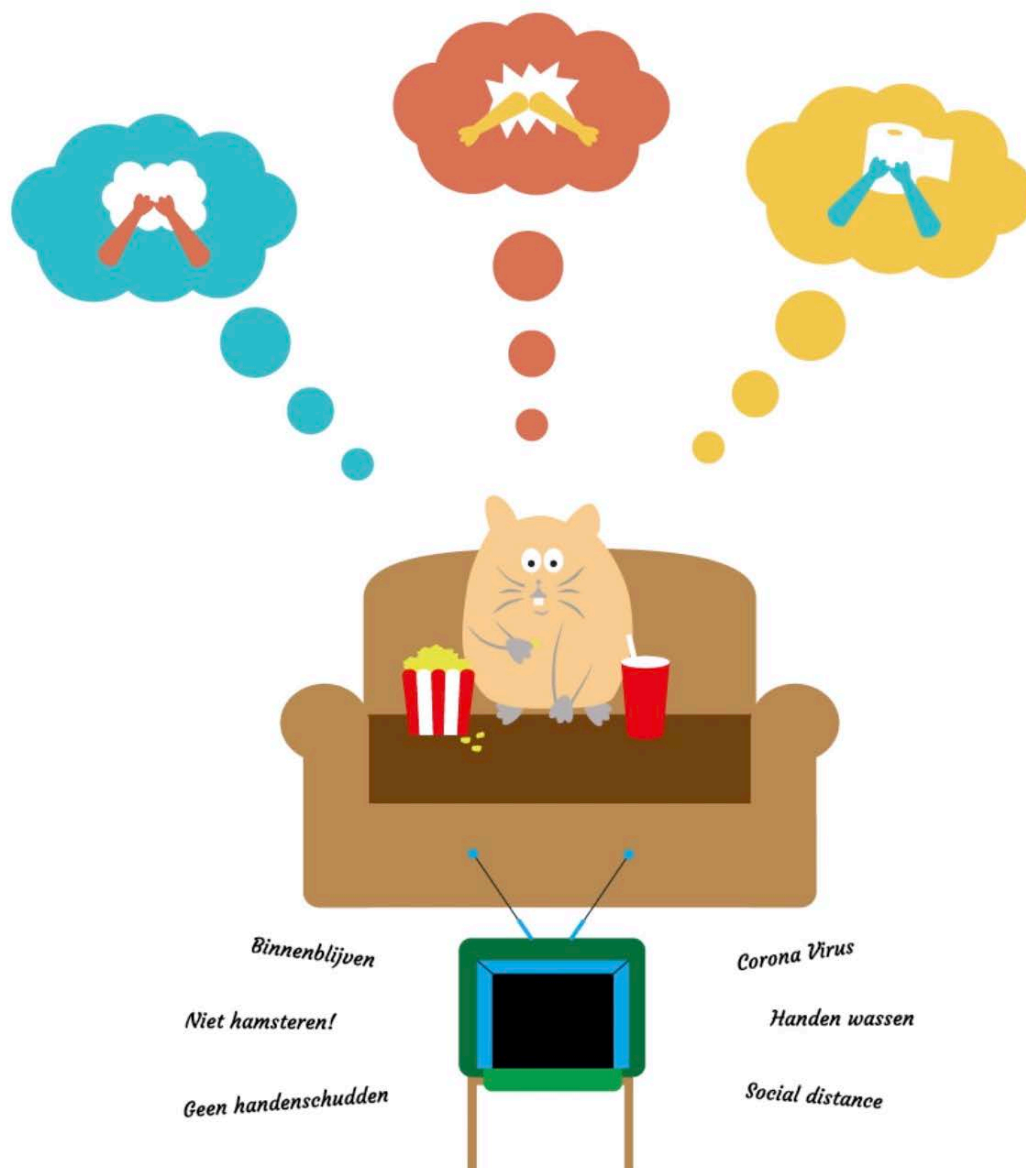 Binnenblijven
Corona Virus
Niet hamsteren!
Handen wassen
Geen handenschudden
Social distance